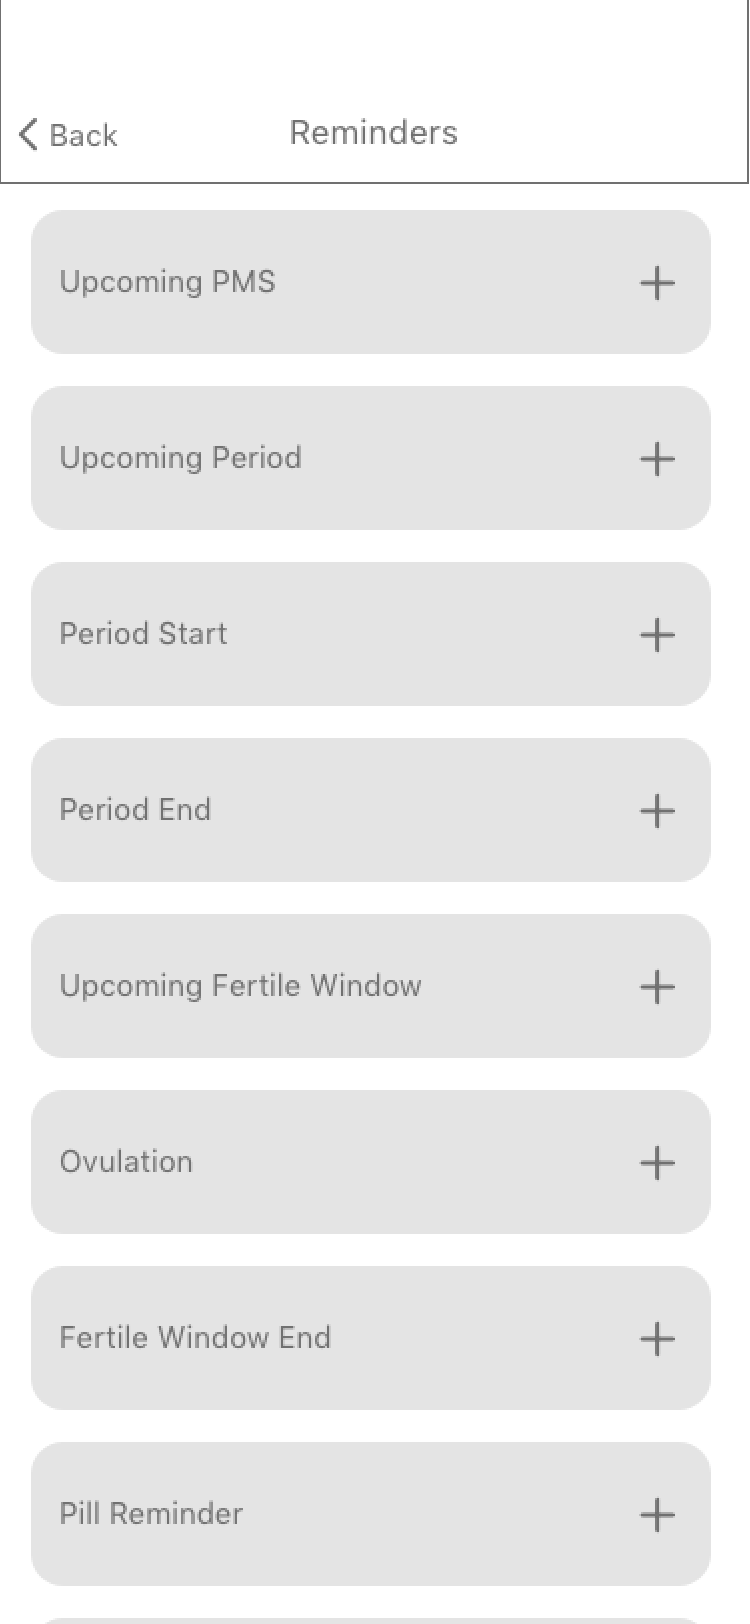 Back
Reminders
Upcoming PMS
Upcoming Period
Period Start
Period End
Upcoming Fertile Window
Ovulation
Fertile Window End
Pill Reminder